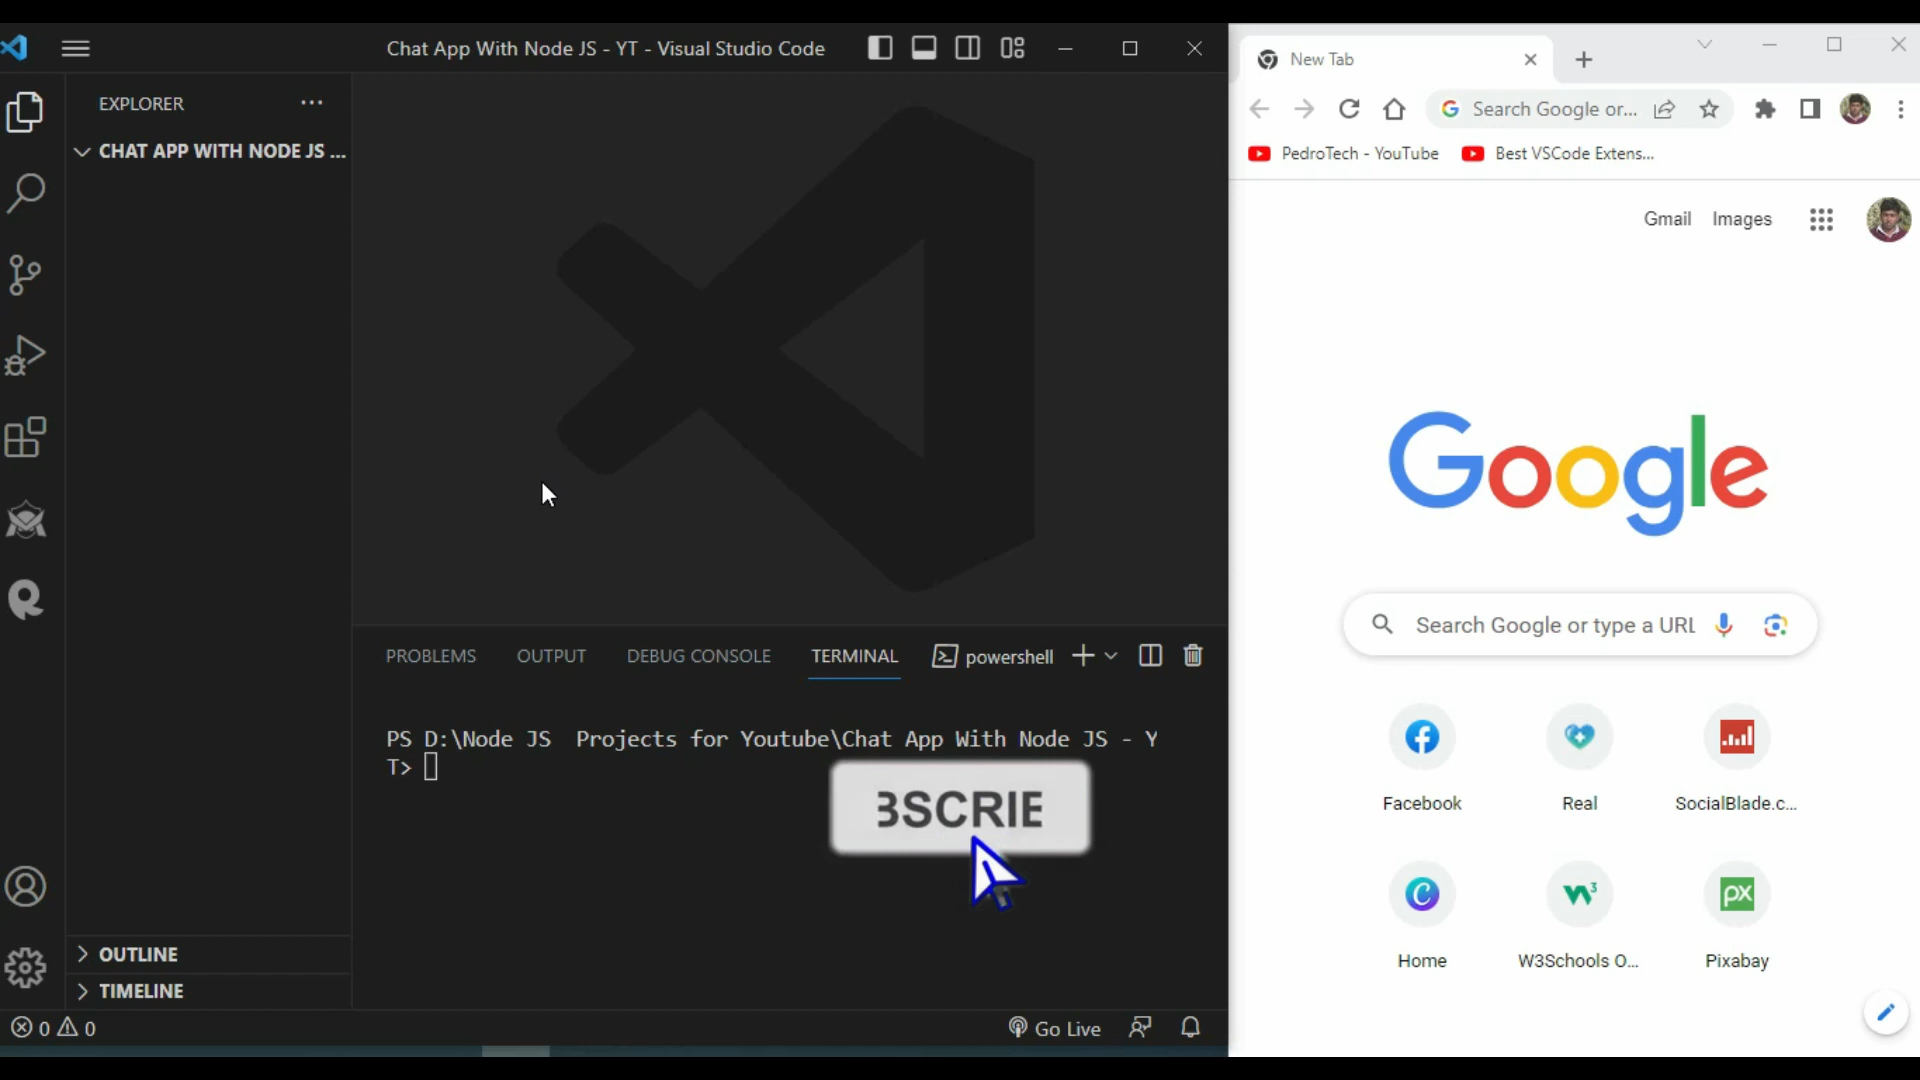 Chat App With Node JS - YT - Visual Studio Code
EXPLORER
CHAT APP WITH NODE JS ...
OUTLINE
TIMELINE
PROBLEMS
OUTPUT
DEBUG CONSOLE
TERMINAL
powershell
PS D:\Node JS  Projects for Youtube\Chat App With Node JS - Y
T>
BSCRIE
0
0
Go Live
New Tab
Search Google or...
PedroTech - YouTube
Best VSCode Extens...
Gmail
Images
Google
Search Google or type a URL
Facebook
Real
SocialBlade.c...
Home
W3Schools O...
Pixabay
px